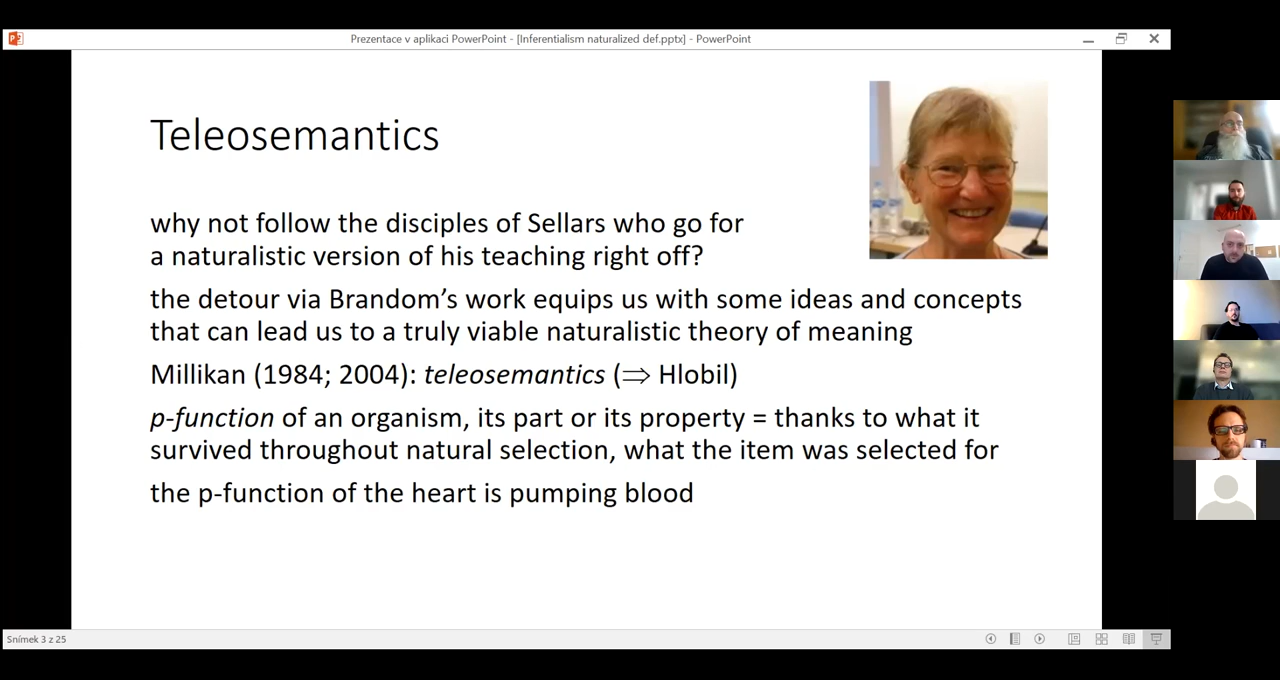 Prezentace v aplikaci PowerPoint - [Inferentialism naturalized def.pptx] - PowerPoint
Teleosemantics
why not follow the disciples of Sellars who go for
a naturalistic version of his teaching right off?
the detour via Brandom’s work equips us with some ideas and concepts
that can lead us to a truly viable naturalistic theory of meaning
Millikan (1984; 2004): teleosemantics (⇒ Hlobil)
p-function of an organism, its part or its property = thanks to what it
survived throughout natural selection, what the item was selected for
the p-function of the heart is pumping blood
Snímek 3 z 25